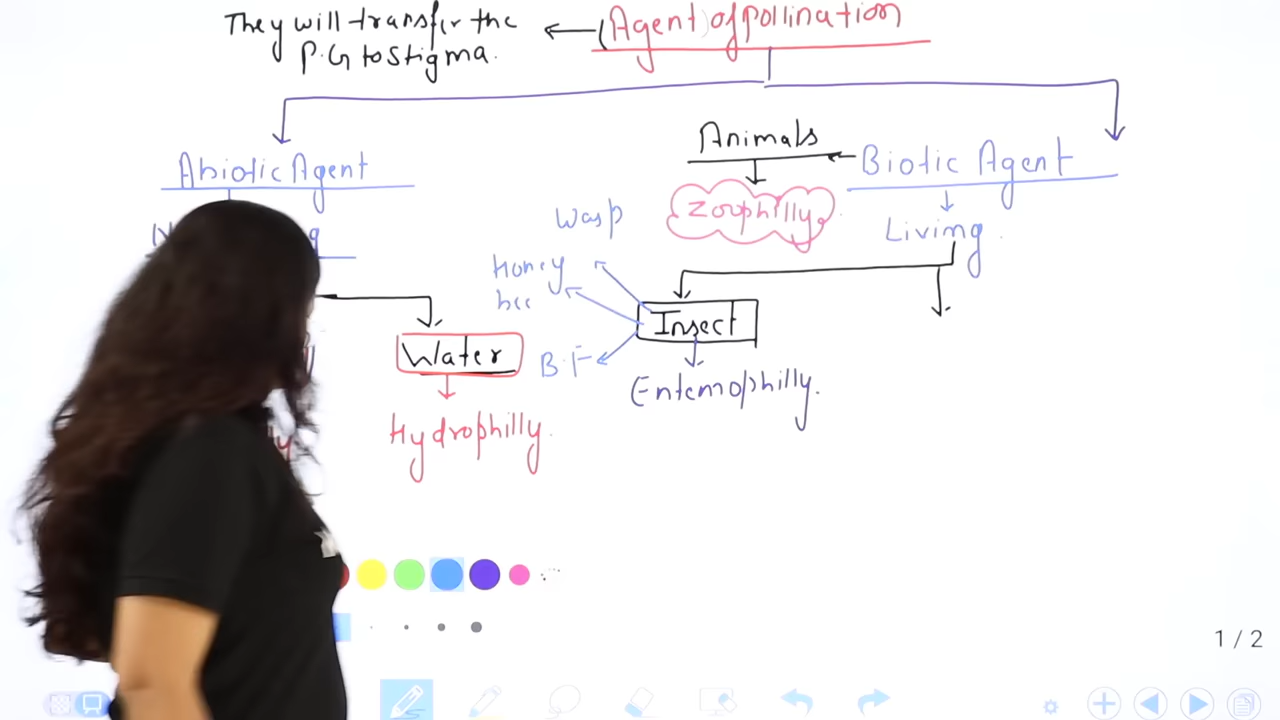 They will transfer the
P.G to stigma.
(Agent) of pollination
Animals
Abiotic Agent
Biotic Agent
Zoophilly
Wasp
Living
Honey
bee
Insect
Water
B.F
Entemophilly.
Hydrophilly.
1 / 2